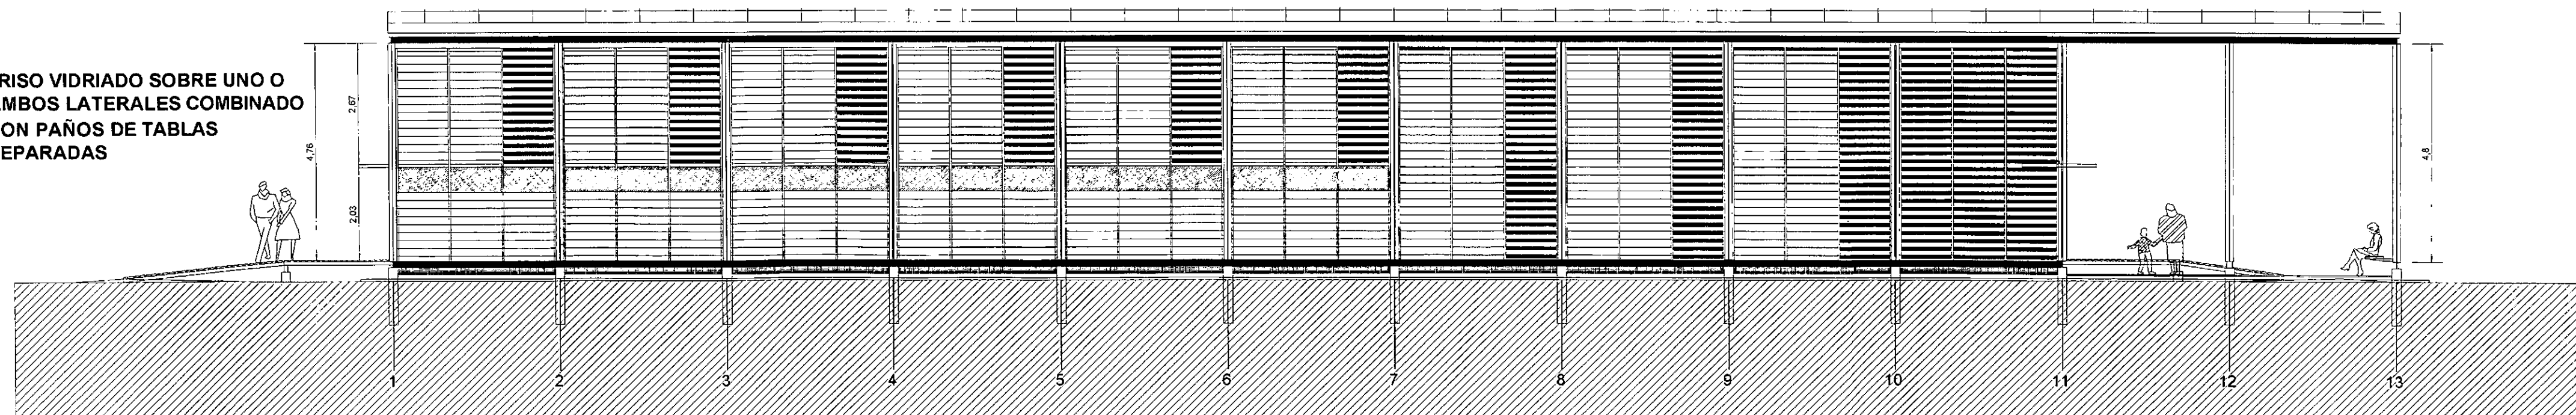 RISO VIDRIADO SOBRE UNO O
AMBOS LATERALES COMBINADO
ON PAÑOS DE TABLAS
EPARADAS
2,67
4,76
2,03
4,8
1 2 3 4 5 6 7 8 9 10 11 12 13